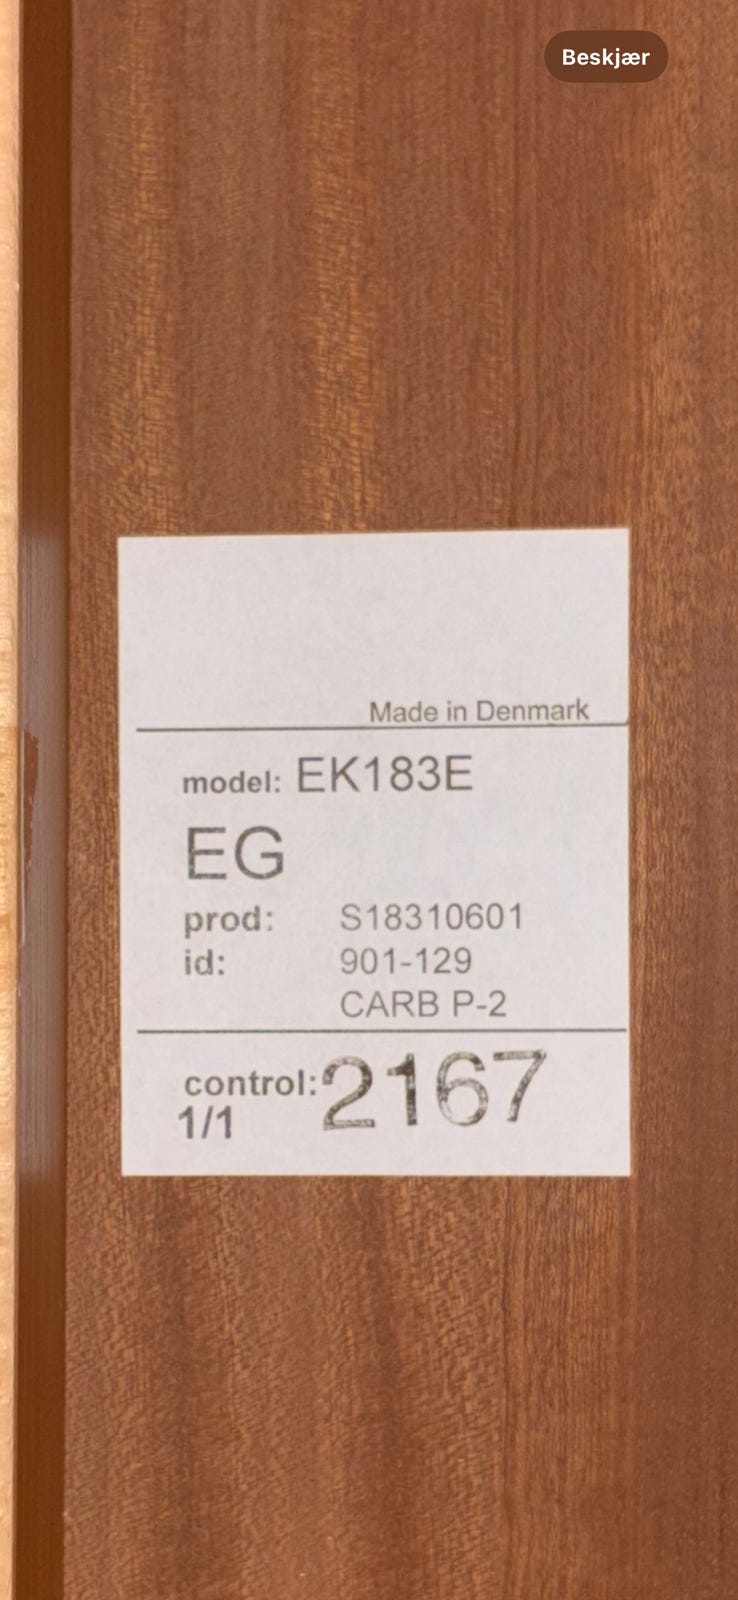 Beskjær
Made in Denmark
model: EK183E
EG
prod: S18310601
id: 901-129
CARB P-2
control: 2167
1/1